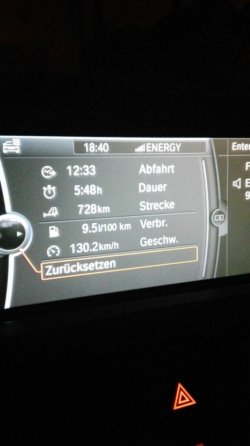 18:40 ENERGY
12:33 Abfahrt
5:48h Dauer
728km Strecke
9.5l/100 km Verbr.
130.2km/h Geschw.
Zurücksetzen
Enter